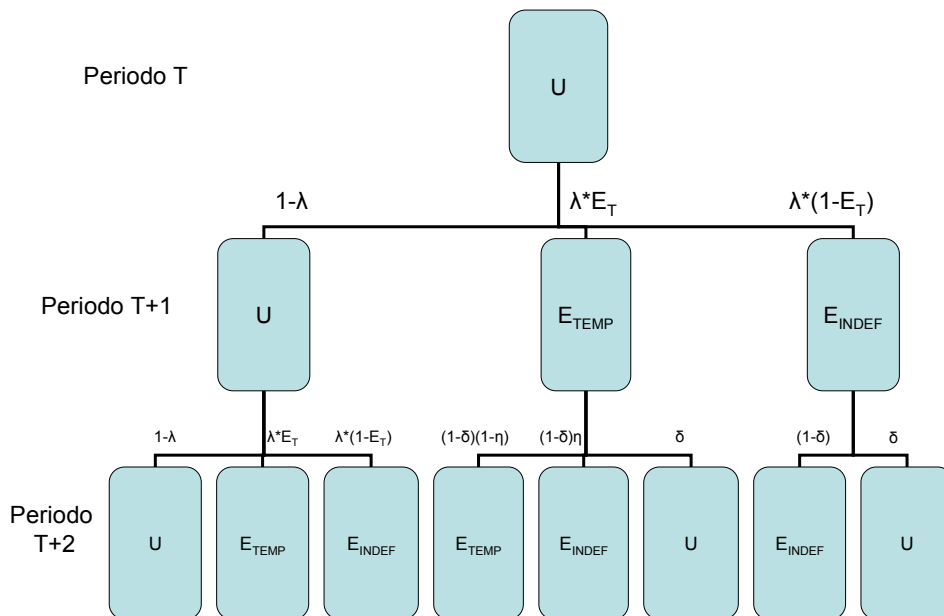 Periodo T
U
1-λ
λ*E_T
λ*(1-E_T)
Periodo T+1
U
E_TEMP
E_INDEF
1-λ
λ*E_T
λ*(1-E_T)
(1-δ)(1-η)
(1-δ)η
δ
(1-δ)
δ
Periodo
T+2
U
E_TEMP
E_INDEF
E_TEMP
E_INDEF
U
E_INDEF
U